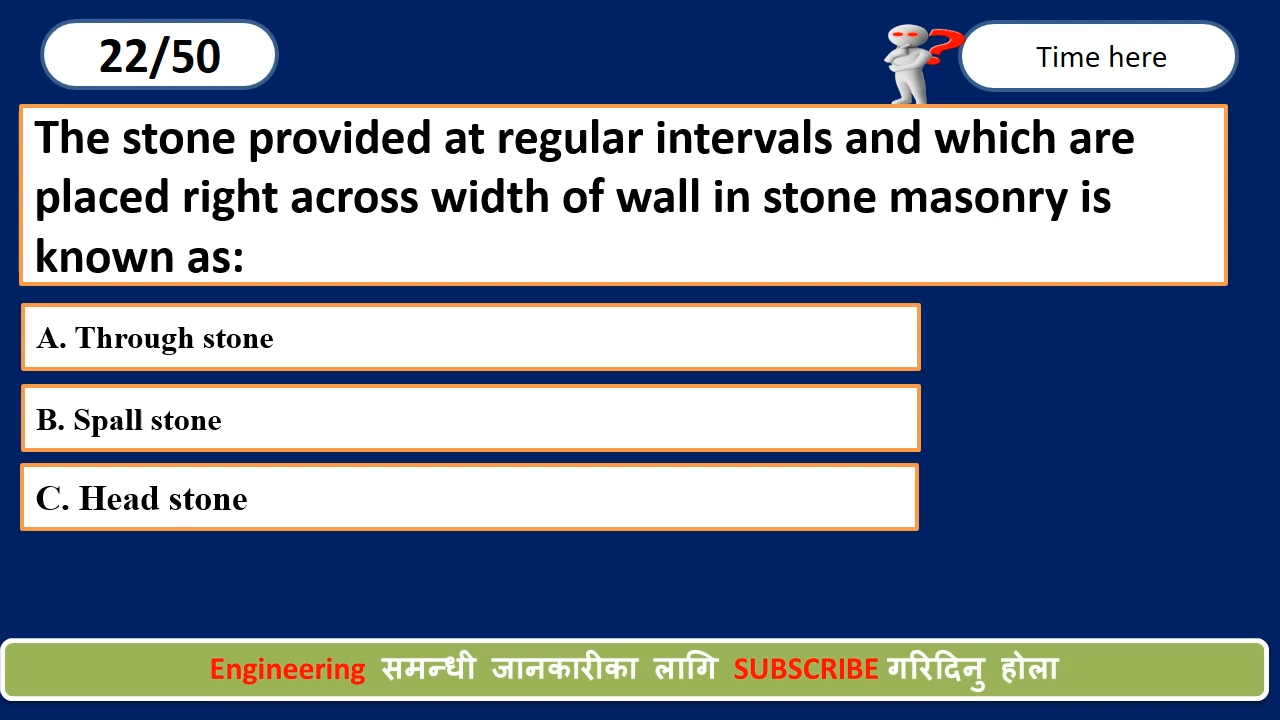 22/50
Time here
The stone provided at regular intervals and which are
placed right across width of wall in stone masonry is
known as:
A. Through stone
B. Spall stone
C. Head stone
Engineering समन्धी जानकारीका लागि SUBSCRIBE गरिदिनु होला